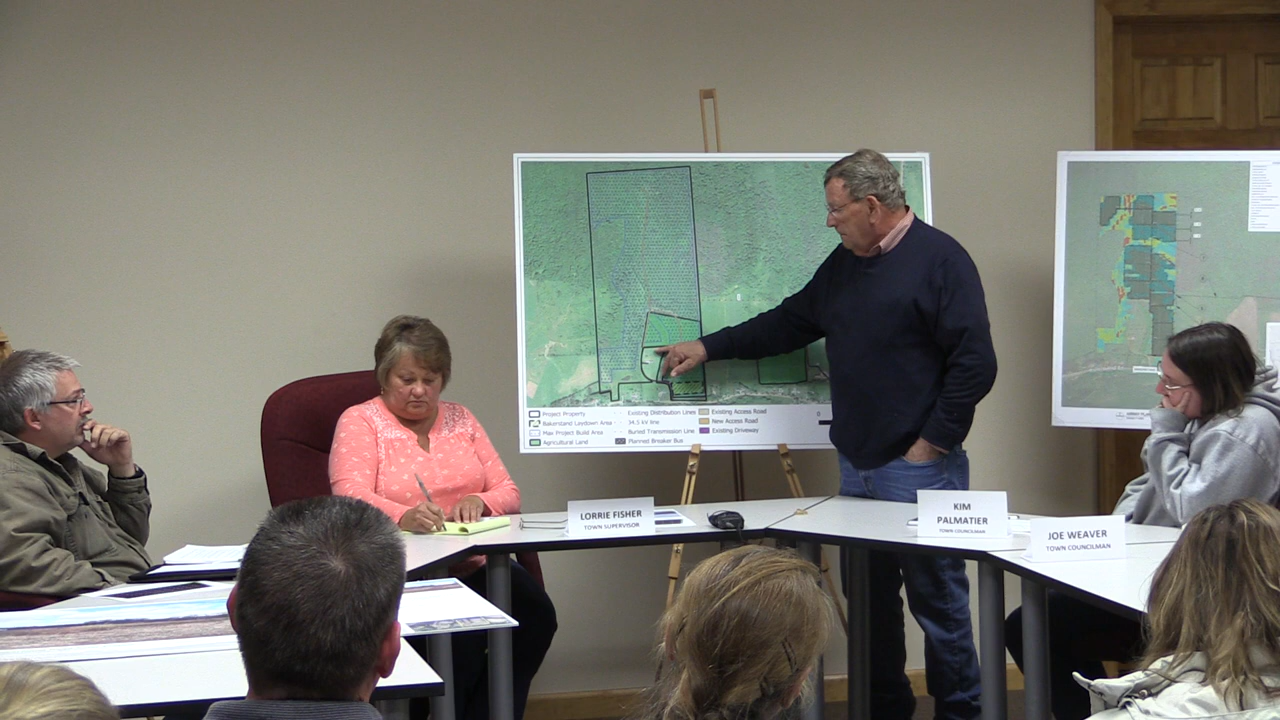 Project Property
Bakerstand Laydown Area
Max Project Build Area
Agricultural Land
Existing Distribution Lines
34.5 kV line
Buried Transmission Line
Planned Breaker Bus
Existing Access Road
New Access Road
Existing Driveway
0
LORRIE FISHER
TOWN SUPERVISOR
KIM
PALMATIER
TOWN COUNCILMAN
JOE WEAVER
TOWN COUNCILMAN